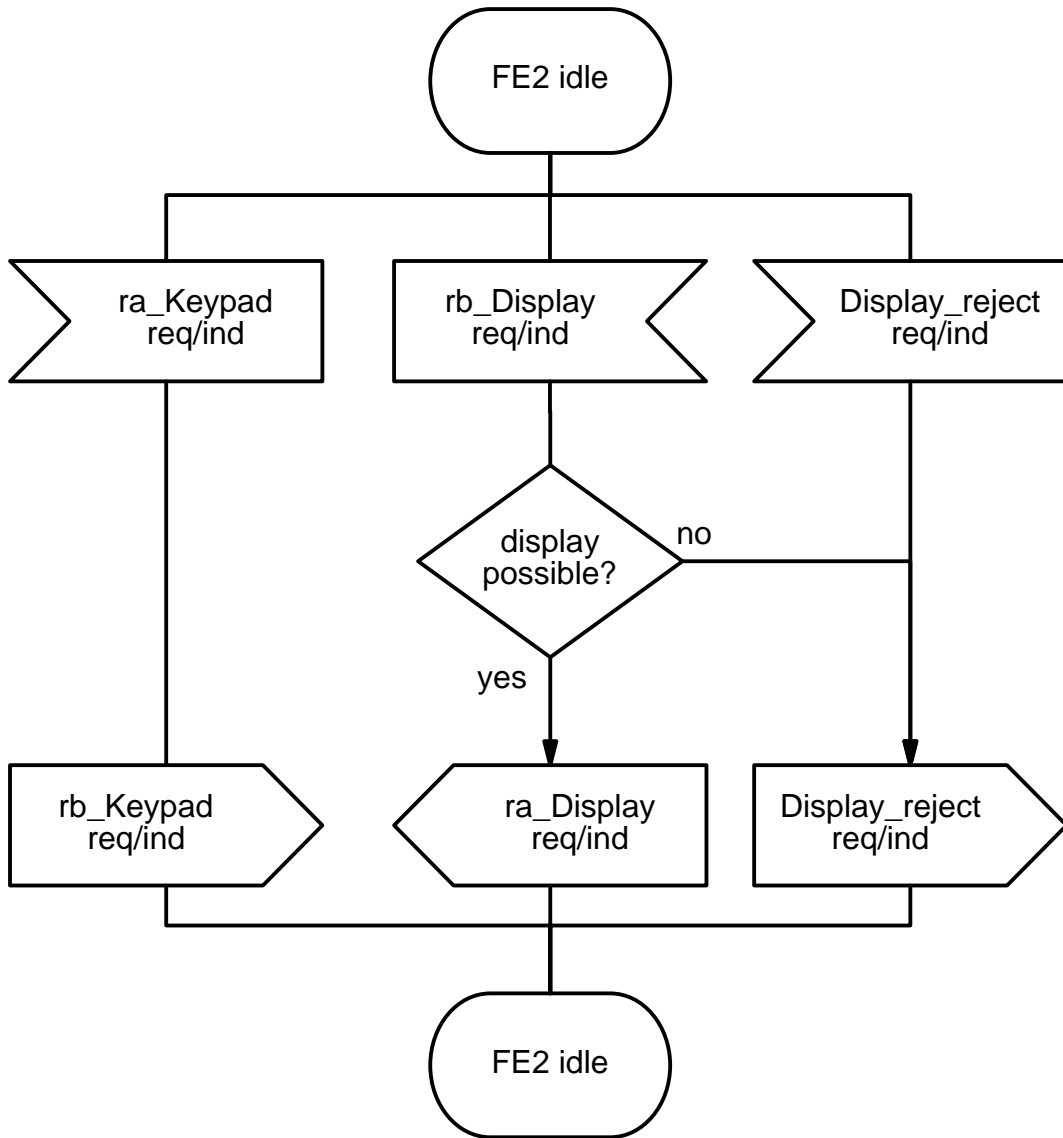 FE2 idle
ra_Keypad
req/ind
rb_Display
req/ind
Display_reject
req/ind
display
possible?
no
yes
rb_Keypad
req/ind
ra_Display
req/ind
Display_reject
req/ind
FE2 idle